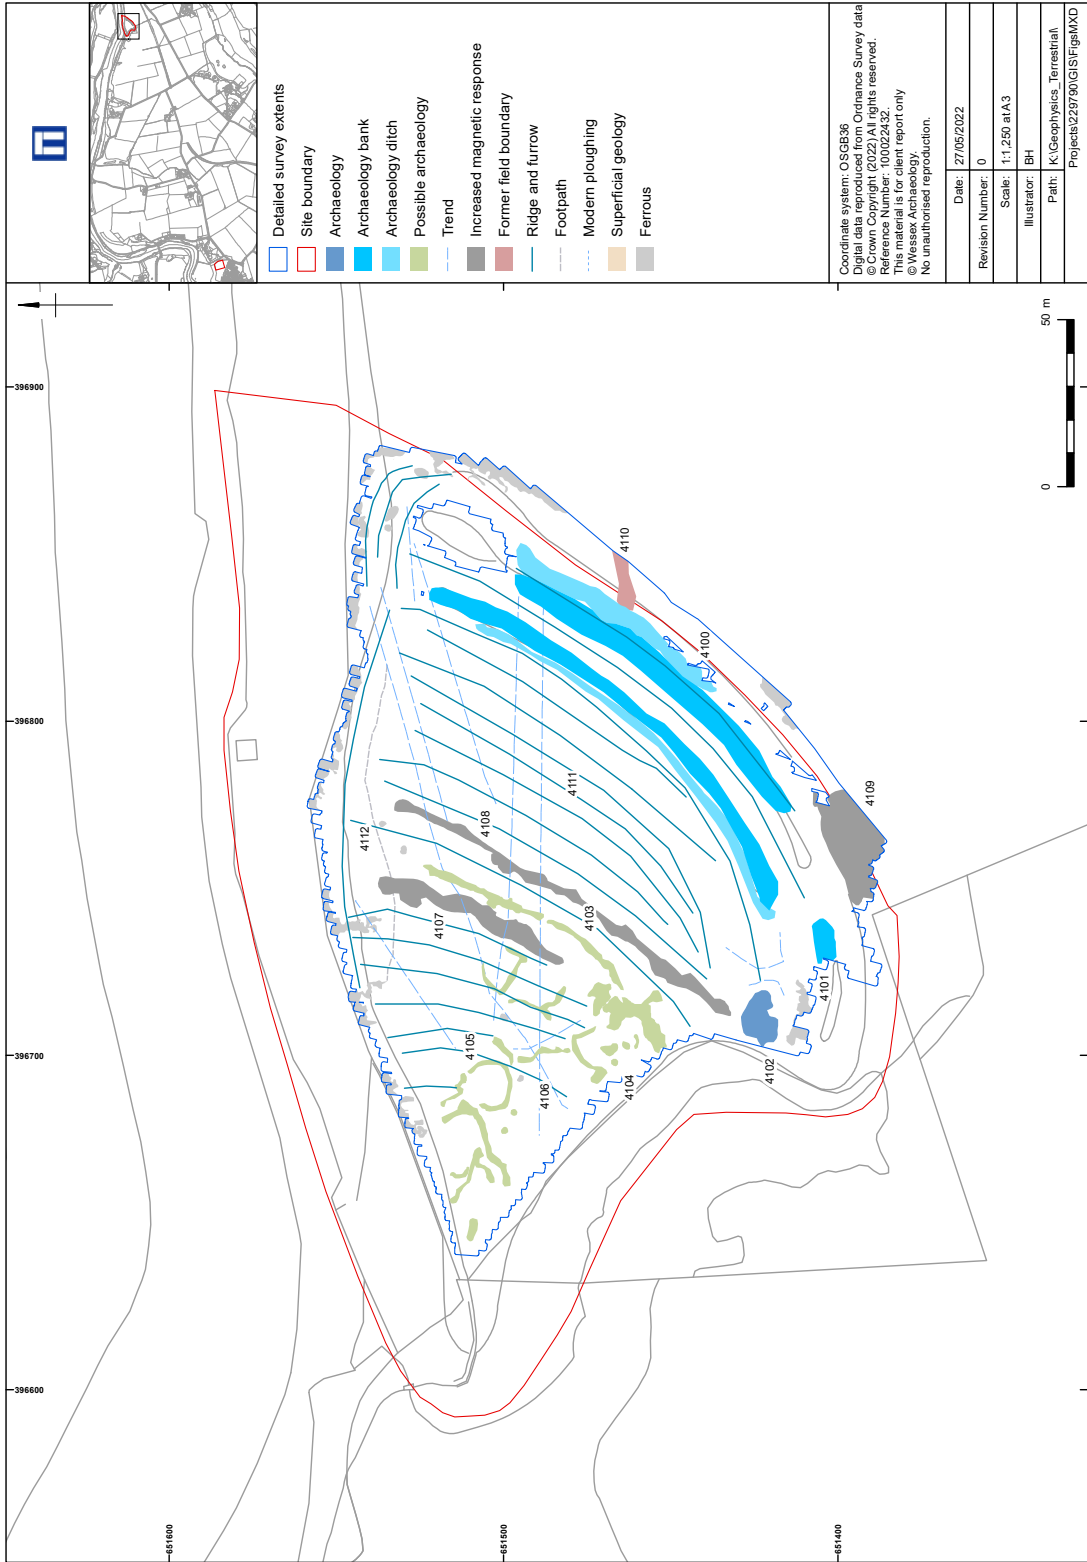 Detailed survey extents
Site boundary
Archaeology
Archaeology bank
Archaeology ditch
Possible archaeology
Trend
Increased magnetic response
Former field boundary
Ridge and furrow
Footpath
Modern ploughing
Superficial geology
Ferrous
Coordinate system: OSGB36
Digital data reproduced from Ordnance Survey data
© Crown Copyright (2022) All rights reserved.
Reference Number: 100022432.
This material is for client report only
© Wessex Archaeology.
No unauthorised reproduction.
Date: 27/05/2022
Revision Number: 0
Scale: 1:1,250 at A3
Illustrator: BH
Path: K:\Geophysics_Terrestrial\
Projects\229790\GIS\FigsMXD
396600
396700
396800
396900
651600
651500
651400
4112
4107
4108
4105
4111
4103
4106
4104
4110
4100
4102
4101
4109
0 50 m